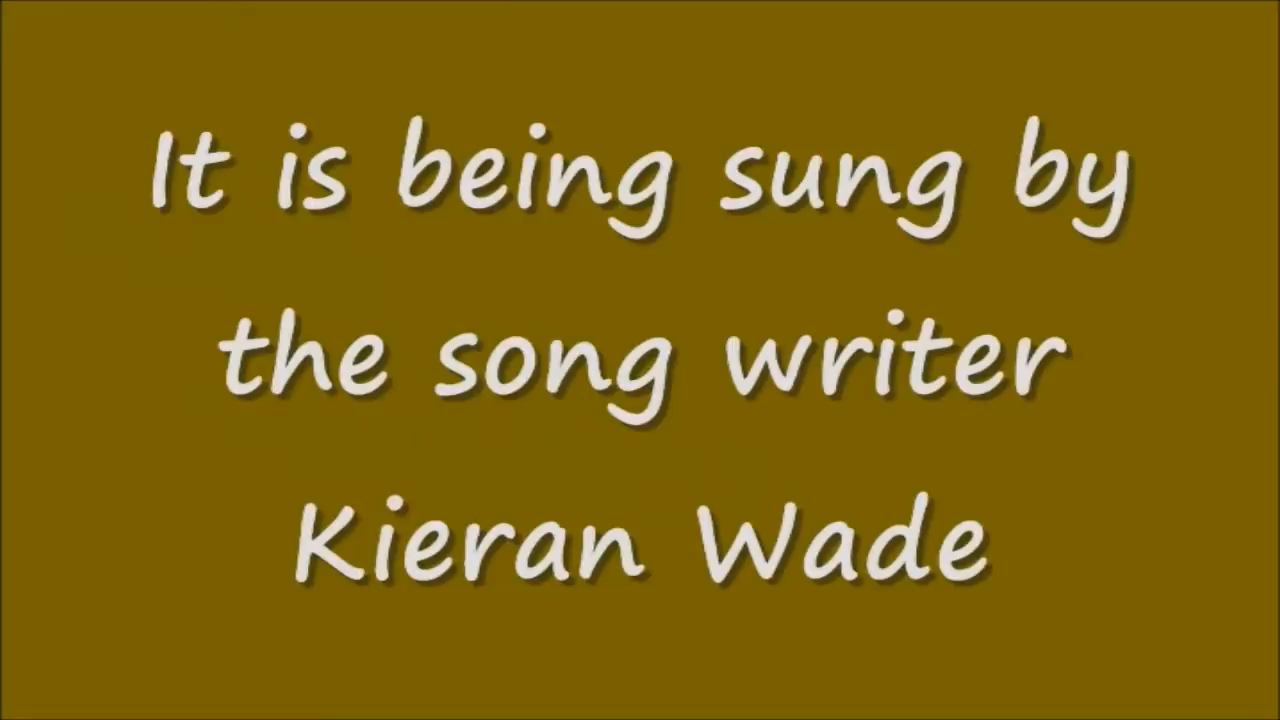 It is being sung by
the song writer
Kieran Wade